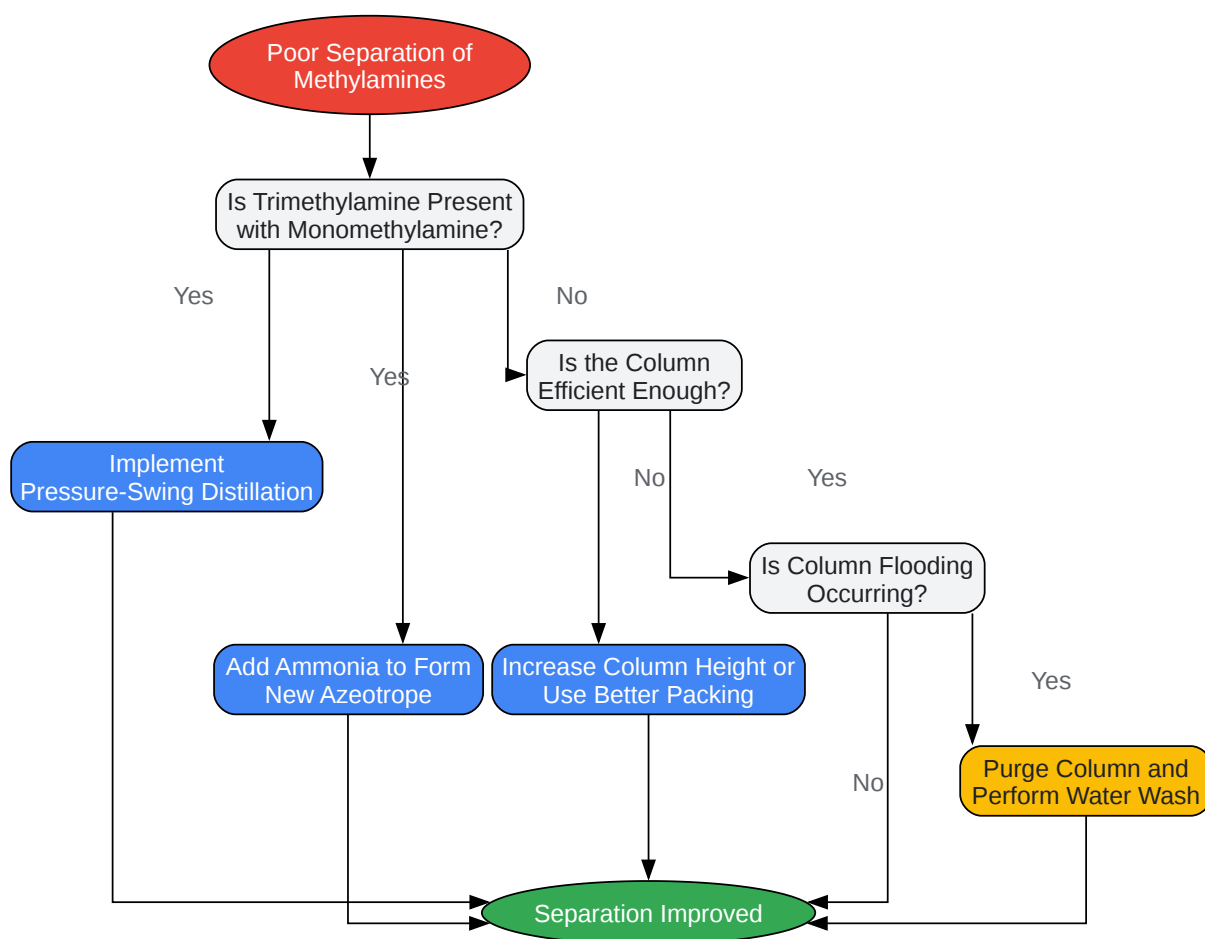 Poor Separation of
Methylamines
Is Trimethylamine Present
with Monomethylamine?
Yes
No
Yes
Is the Column
Efficient Enough?
Implement
Pressure-Swing Distillation
No
Yes
Is Column Flooding
Occurring?
Add Ammonia to Form
New Azeotrope
Increase Column Height or
Use Better Packing
Yes
No
Purge Column and
Perform Water Wash
Separation Improved